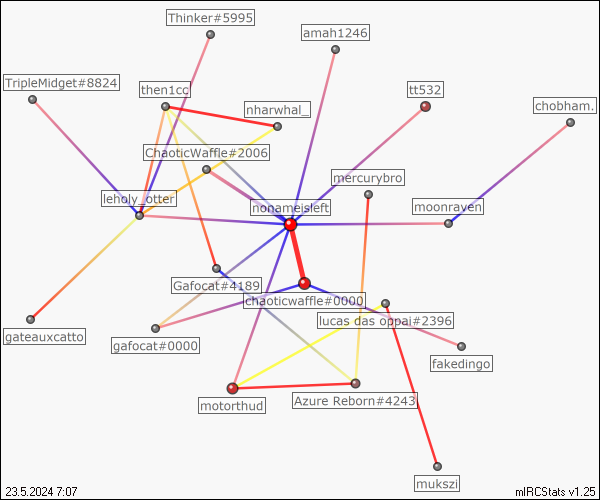 Thinker#5995
amah1246
TripleMidget#8824
then1cc
tt532
chobham.
nharwhal_
ChaoticWaffle#2006
mercurybro
leholy_otter
nonameisleft
moonraven
Gafocat#4189
chaoticwaffle#0000
lucas das oppai#2396
gateauxcatto
gafocat#0000
fakedingo
motorthud
Azure Reborn#4243
mukszi
23.5.2024 7:07
mIRCStats v1.25